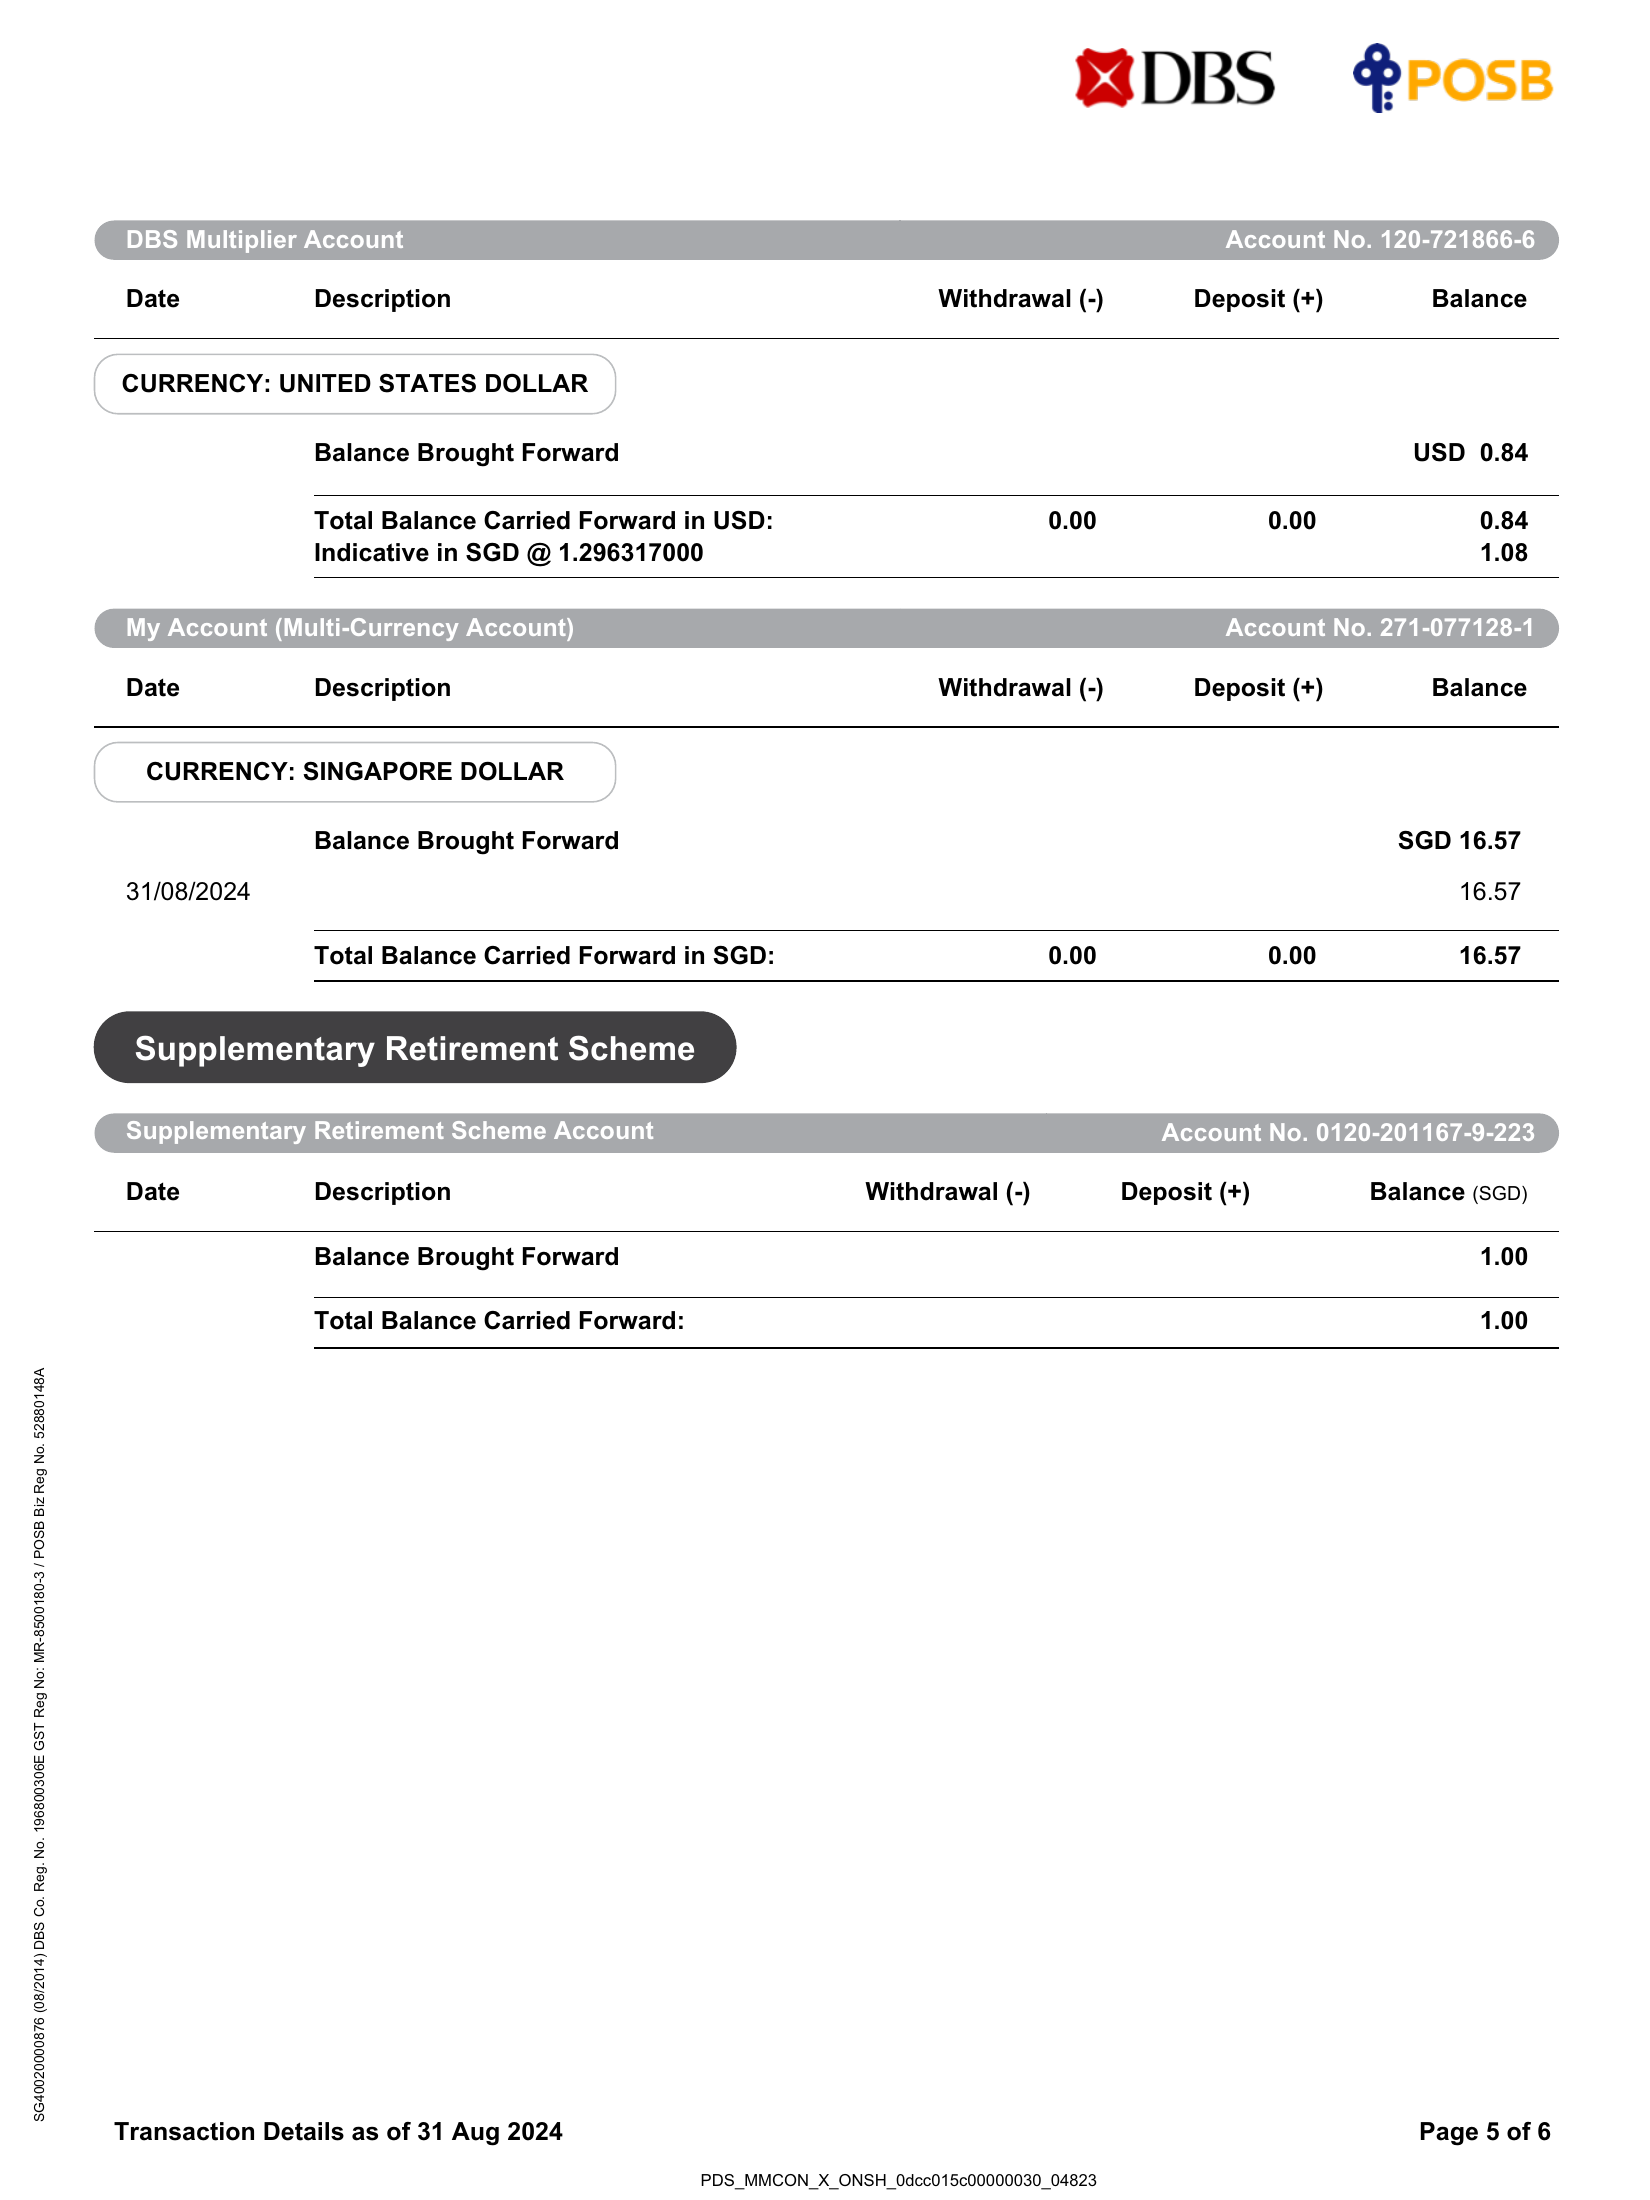 DBS POSB
DBS Multiplier Account Account No. 120-721866-6
Date Description Withdrawal (-) Deposit (+) Balance
CURRENCY: UNITED STATES DOLLAR
Balance Brought Forward USD 0.84
Total Balance Carried Forward in USD: 0.00 0.00 0.84
Indicative in SGD @ 1.296317000 1.08
My Account (Multi-Currency Account) Account No. 271-077128-1
Date Description Withdrawal (-) Deposit (+) Balance
CURRENCY: SINGAPORE DOLLAR
Balance Brought Forward SGD 16.57
31/08/2024 16.57
Total Balance Carried Forward in SGD: 0.00 0.00 16.57
Supplementary Retirement Scheme
Supplementary Retirement Scheme Account Account No. 0120-201167-9-223
Date Description Withdrawal (-) Deposit (+) Balance (SGD)
Balance Brought Forward 1.00
Total Balance Carried Forward: 1.00
SG40020000876 (08/2014) DBS Co. Reg. No. 196800306E GST Reg No: MR-8500180-3 / POSB Biz Reg No. 52880148A
Transaction Details as of 31 Aug 2024 Page 5 of 6
PDS_MMCON_X_ONSH_0dcc015c00000030_04823